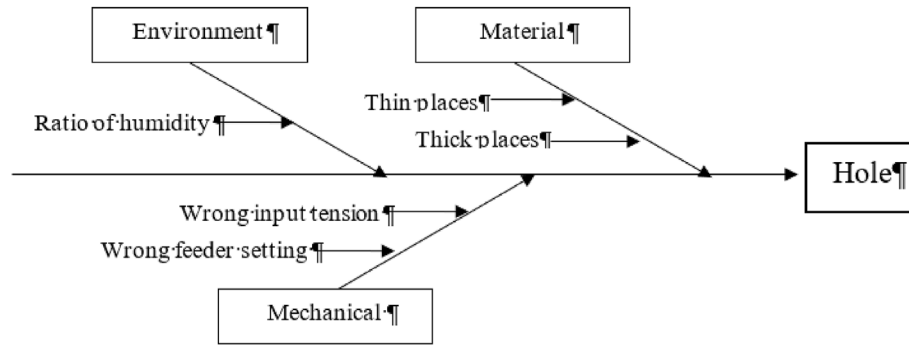 Environment ¶
Material ¶
Thin places¶
Ratio of humidity ¶
Thick places¶
Hole¶
Wrong input tension ¶
Wrong feeder setting ¶
Mechanical ¶